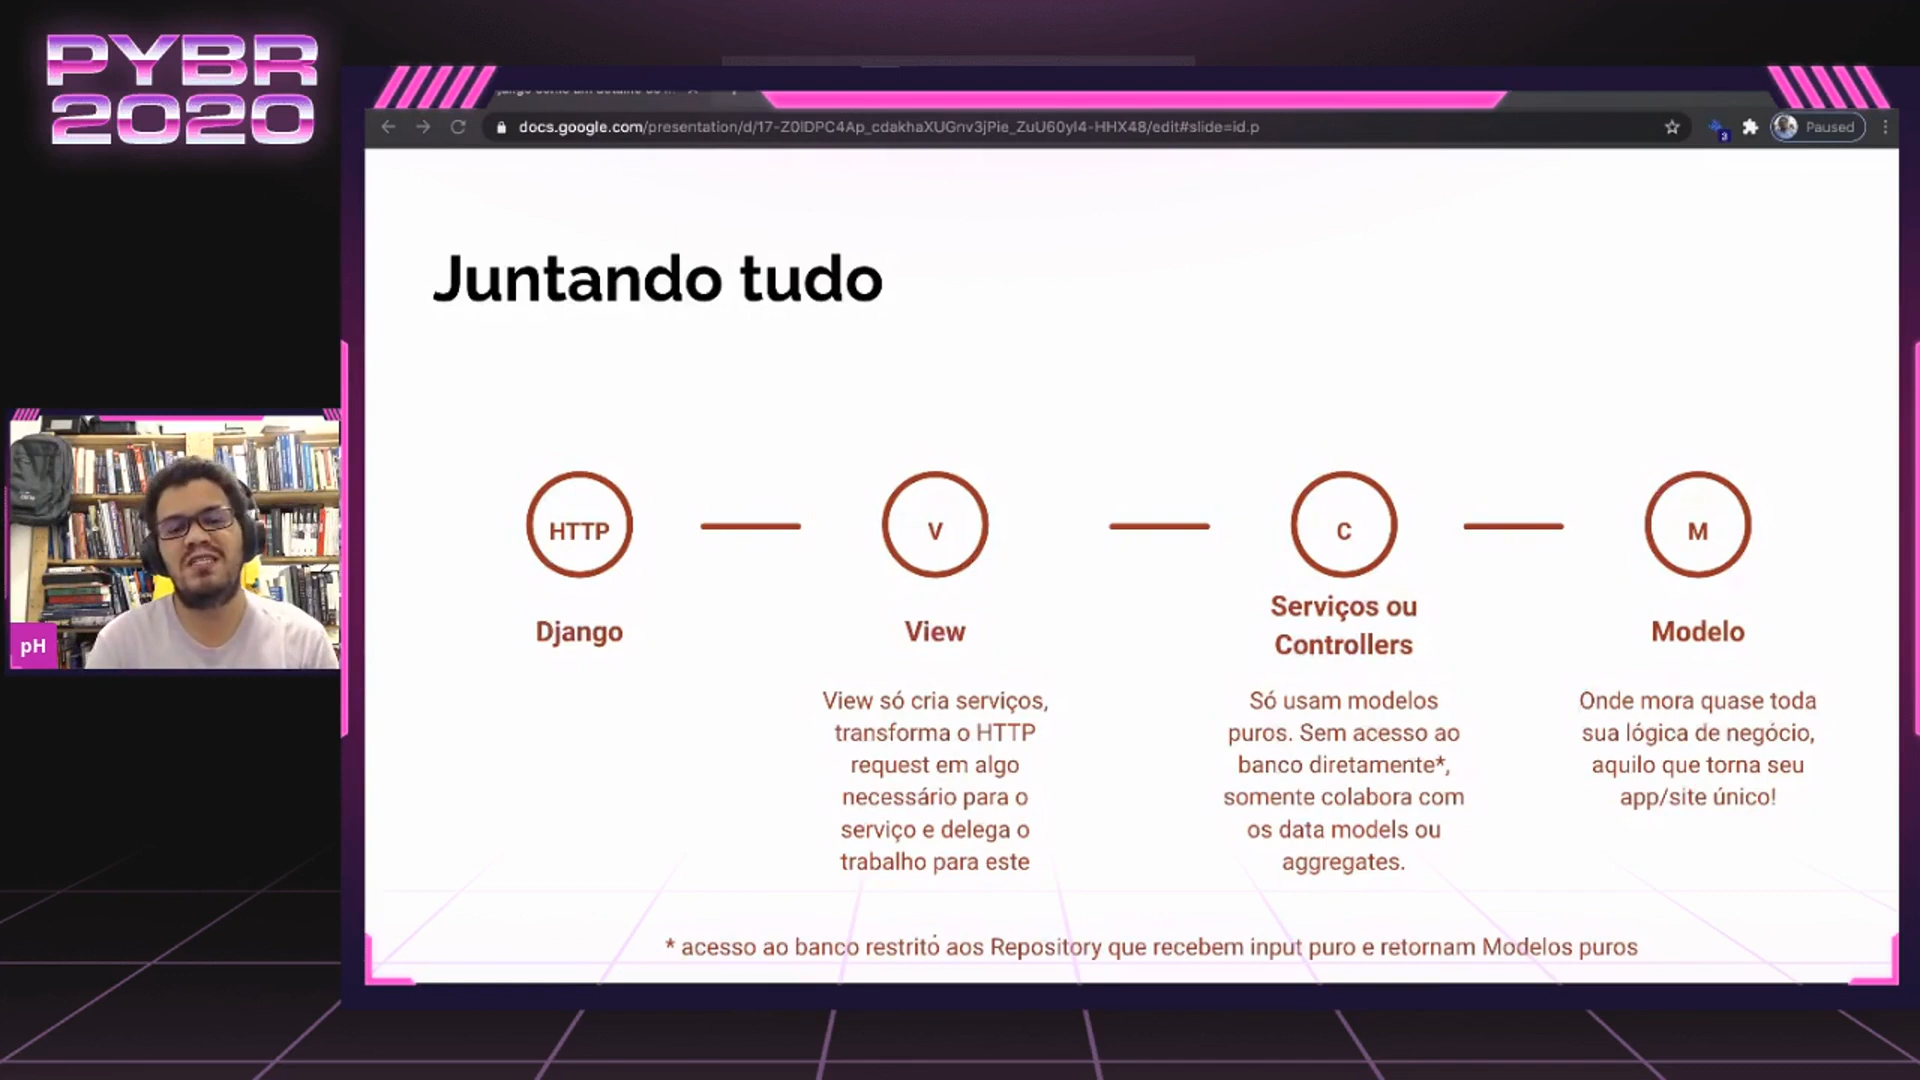 PYBR
2020
docs.google.com/presentation/d/17-Z0IDPC4Ap_cdakhaXUGnv3jPie_ZuU60yI4-HHX48/edit#slide=id.p
3
Paused
Juntando tudo
HTTP
V
C
M
Django
View
Serviços ou
Controllers
Modelo
View só cria serviços,
transforma o HTTP
request em algo
necessário para o
serviço e delega o
trabalho para este
Só usam modelos
puros. Sem acesso ao
banco diretamente*,
somente colabora com
os data models ou
aggregates.
Onde mora quase toda
sua lógica de negócio,
aquilo que torna seu
app/site único!
* acesso ao banco restrito aos Repository que recebem input puro e retornam Modelos puros
pH